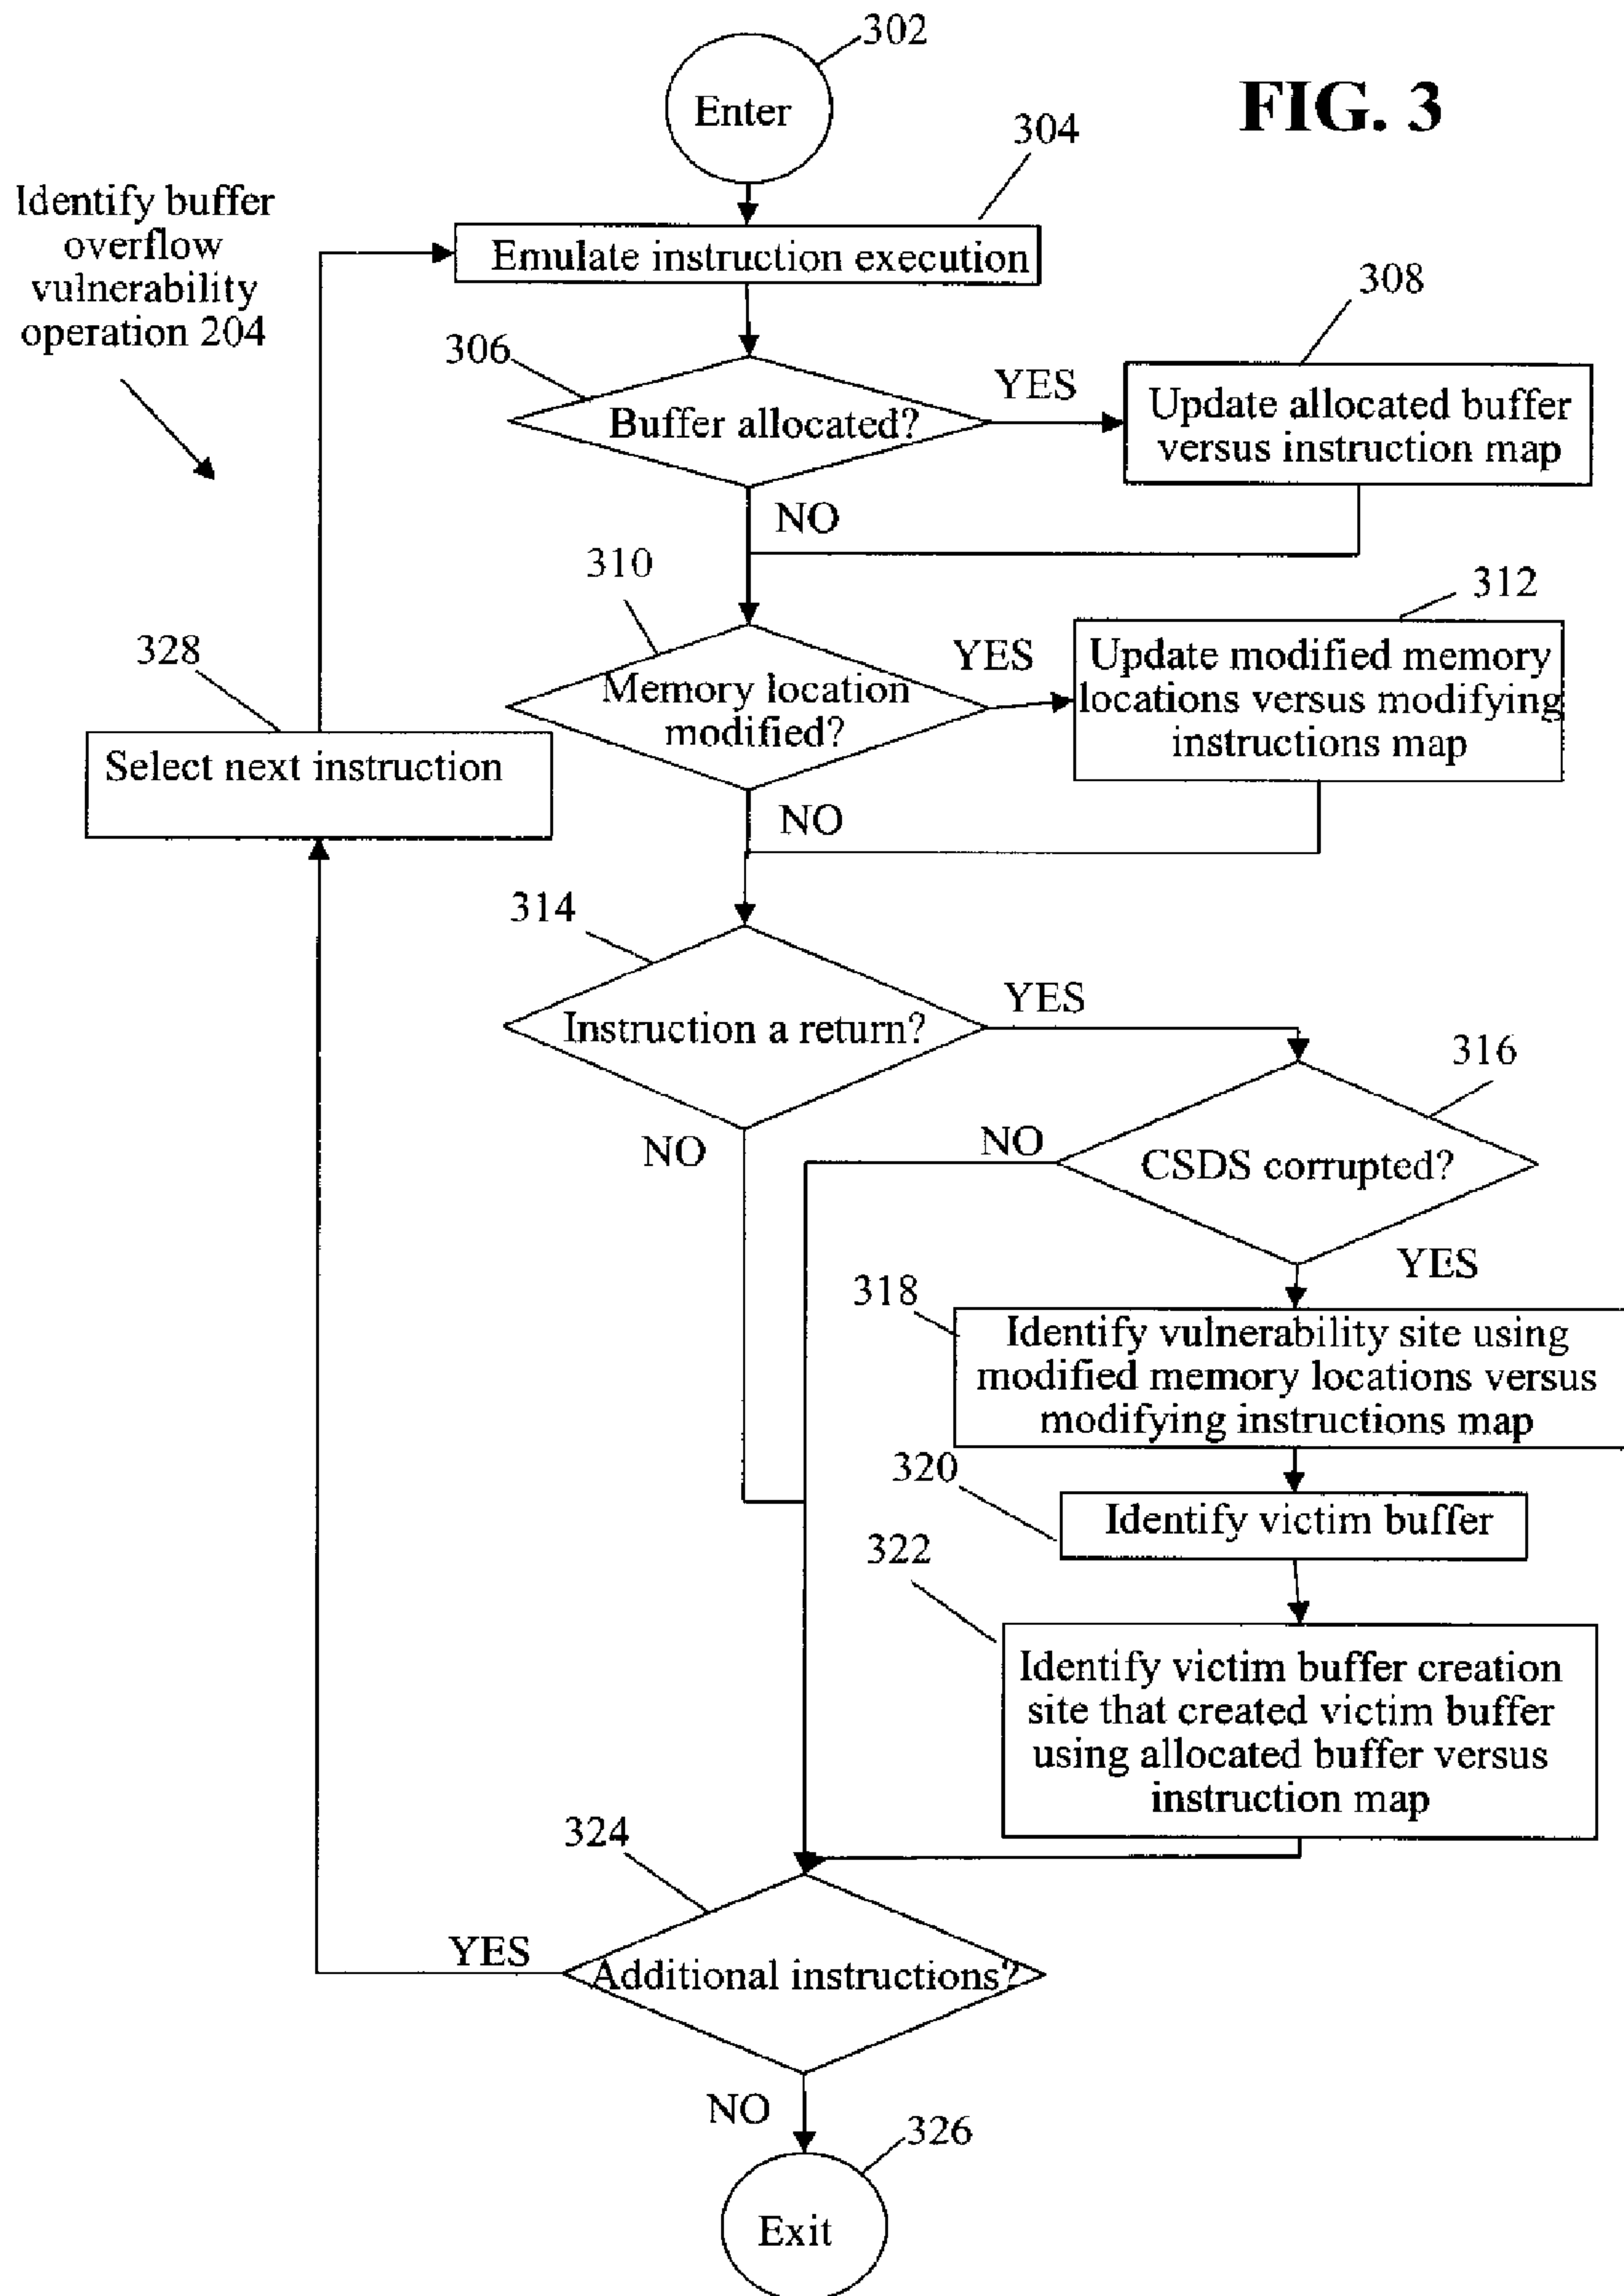 302
Enter
FIG. 3
304
Identify buffer
overflow
vulnerability
operation 204
Emulate instruction execution
308
306
YES
Buffer allocated?
Update allocated buffer
versus instruction map
NO
310
312
328
YES
Memory location
modified?
Update modified memory
locations versus modifying
instructions map
Select next instruction
NO
314
YES
Instruction a return?
316
NO
NO
CSDS corrupted?
YES
318
Identify vulnerability site using
modified memory locations versus
modifying instructions map
320
Identify victim buffer
322
Identify victim buffer creation
site that created victim buffer
using allocated buffer versus
instruction map
324
YES
Additional instructions?
NO
326
Exit